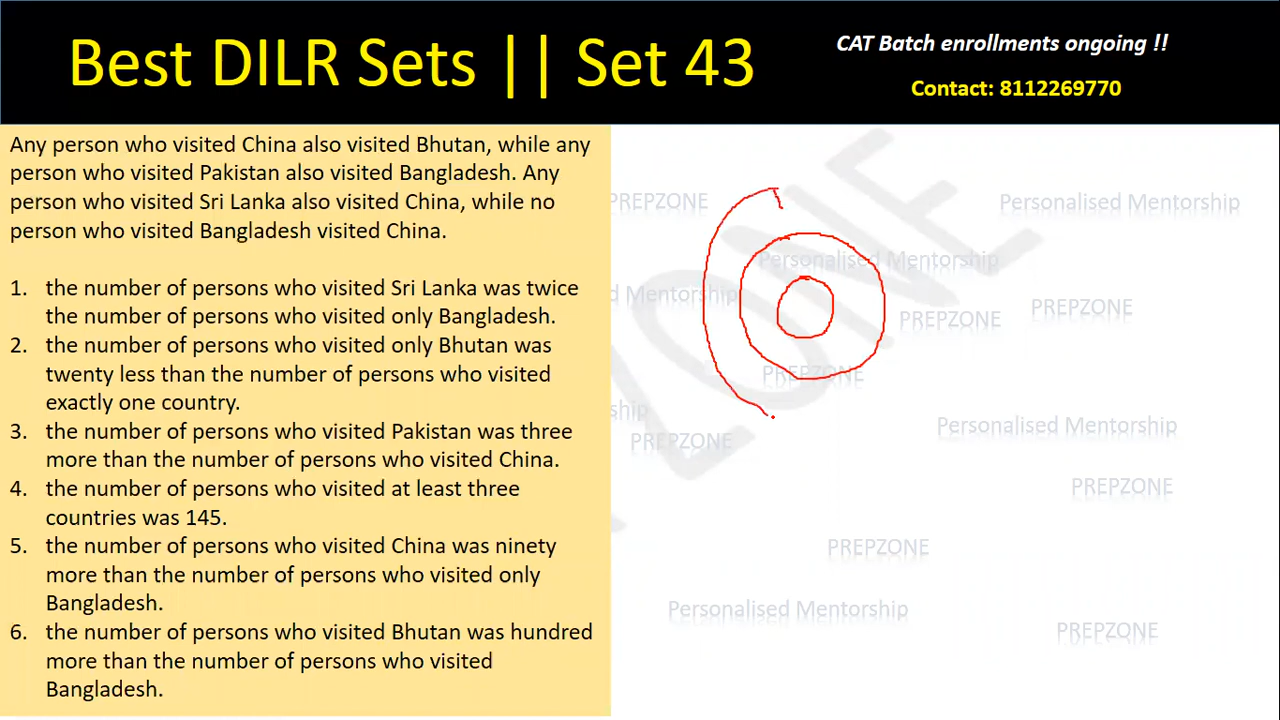 Best DILR Sets || Set 43
CAT Batch enrollments ongoing !!
Contact: 8112269770
Any person who visited China also visited Bhutan, while any
person who visited Pakistan also visited Bangladesh. Any
person who visited Sri Lanka also visited China, while no
person who visited Bangladesh visited China.
1. the number of persons who visited Sri Lanka was twice
the number of persons who visited only Bangladesh.
2. the number of persons who visited only Bhutan was
twenty less than the number of persons who visited
exactly one country.
3. the number of persons who visited Pakistan was three
more than the number of persons who visited China.
4. the number of persons who visited at least three
countries was 145.
5. the number of persons who visited China was ninety
more than the number of persons who visited only
Bangladesh.
6. the number of persons who visited Bhutan was hundred
more than the number of persons who visited
Bangladesh.
PREPZONE
Personalised Mentorship
Personalised Mentorship
d Mentorship
PREPZONE
PREPZONE
PREPZONE
ship
PREPZONE
Personalised Mentorship
PREPZONE
PREPZONE
Personalised Mentorship
PREPZONE
ZONE